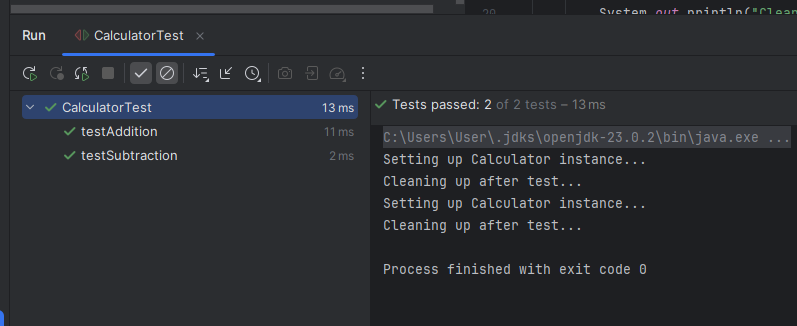 28 System.out.println("Clean
Run CalculatorTest
CalculatorTest 13 ms
testAddition 11 ms
testSubtraction 2 ms
Tests passed: 2 of 2 tests – 13 ms
C:\Users\User\.jdks\openjdk-23.0.2\bin\java.exe ...
Setting up Calculator instance...
Cleaning up after test...
Setting up Calculator instance...
Cleaning up after test...
Process finished with exit code 0